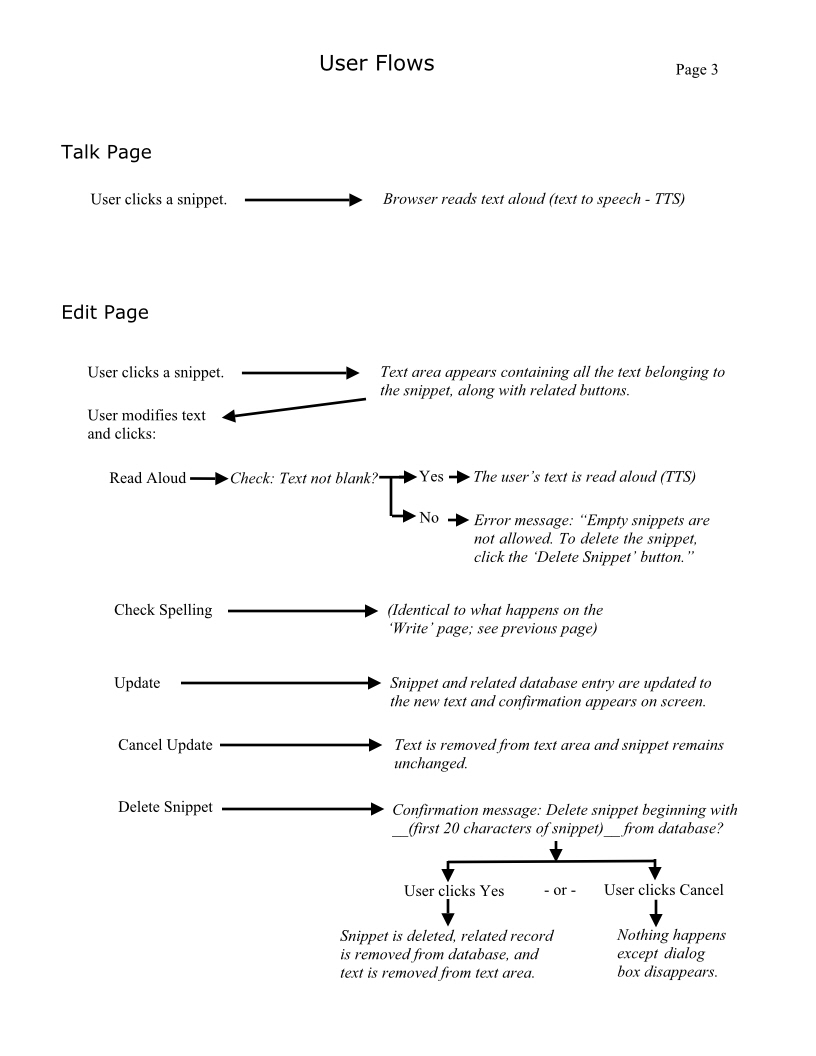 User Flows
Page 3
Talk Page
User clicks a snippet.
Browser reads text aloud (text to speech - TTS)
Edit Page
User clicks a snippet.
Text area appears containing all the text belonging to
the snippet, along with related buttons.
User modifies text
and clicks:
Read Aloud
Check: Text not blank?
Yes
The user’s text is read aloud (TTS)
No
Error message: “Empty snippets are
not allowed. To delete the snippet,
click the ‘Delete Snippet’ button.”
Check Spelling
(Identical to what happens on the
‘Write’ page; see previous page)
Update
Snippet and related database entry are updated to
the new text and confirmation appears on screen.
Cancel Update
Text is removed from text area and snippet remains
unchanged.
Delete Snippet
Confirmation message: Delete snippet beginning with
__(first 20 characters of snippet)__ from database?
User clicks Yes
- or -
User clicks Cancel
Snippet is deleted, related record
is removed from database, and
text is removed from text area.
Nothing happens
except dialog
box disappears.